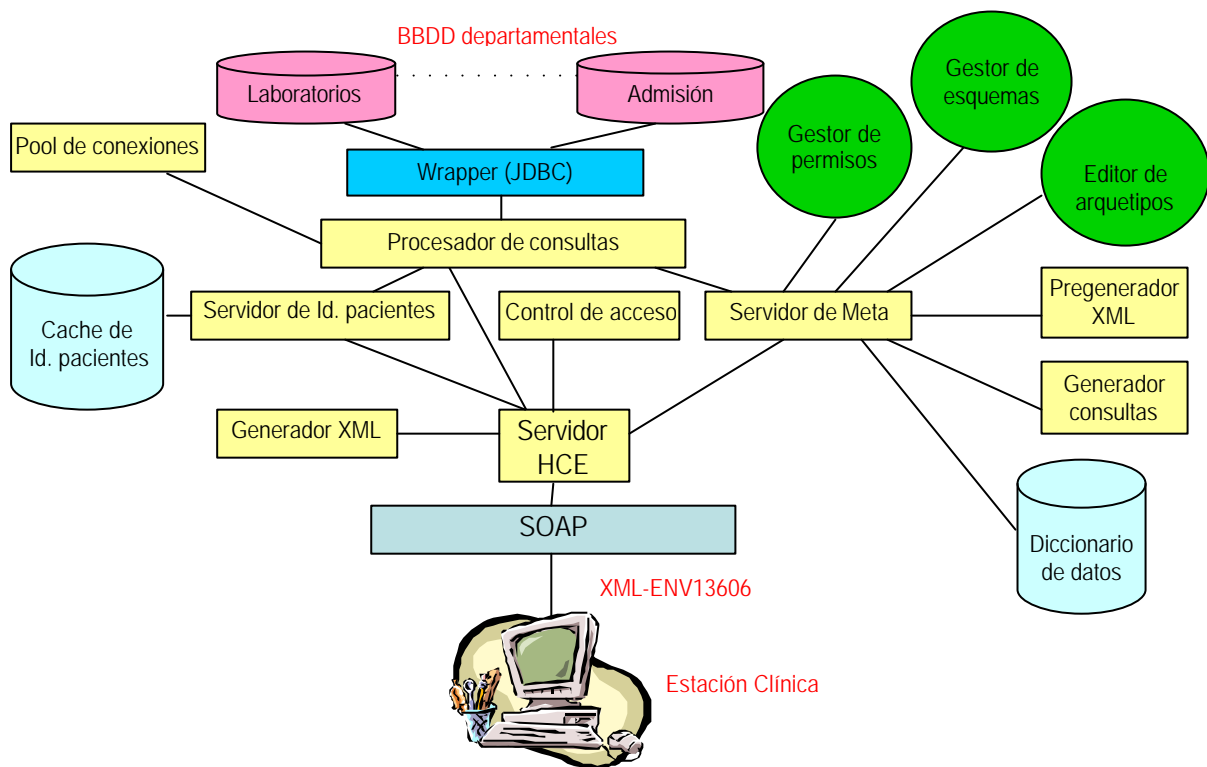 BBDD departamentales
Laboratorios
Admisión
Gestor de
esquemas
Gestor de
permisos
Pool de conexiones
Wrapper (JDBC)
Editor de
arquetipos
Procesador de consultas
Cache de
Id. pacientes
Servidor de Id. pacientes
Control de acceso
Servidor de Meta
Pregenerador
XML
Generador
consultas
Generador XML
Servidor
HCE
SOAP
Diccionario
de datos
XML-ENV13606
Estación Clínica